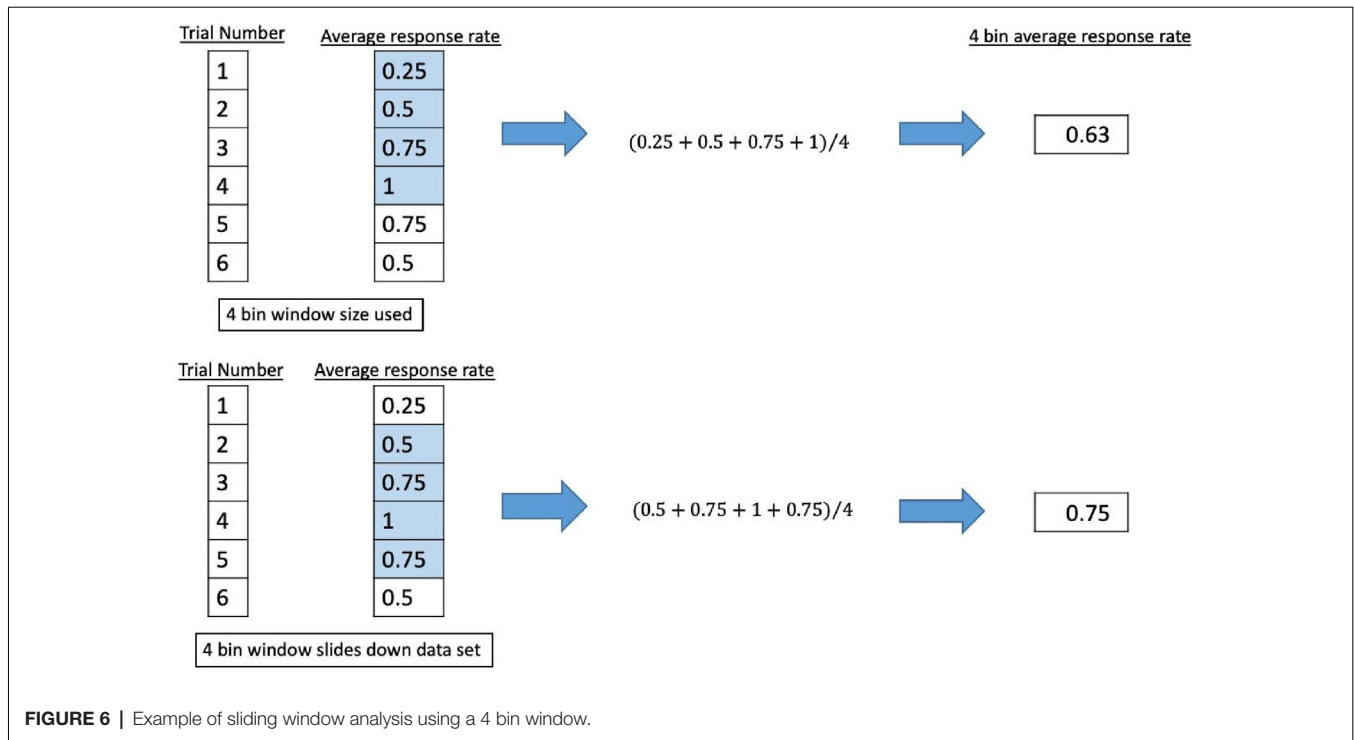 Trial Number Average response rate 4 bin average response rate
1 0.25
2 0.5
3 0.75 (0.25 + 0.5 + 0.75 + 1)/4 0.63
4 1
5 0.75
6 0.5
4 bin window size used
Trial Number Average response rate
1 0.25
2 0.5
3 0.75
4 1 (0.5 + 0.75 + 1 + 0.75)/4 0.75
5 0.75
6 0.5
4 bin window slides down data set
FIGURE 6 | Example of sliding window analysis using a 4 bin window.